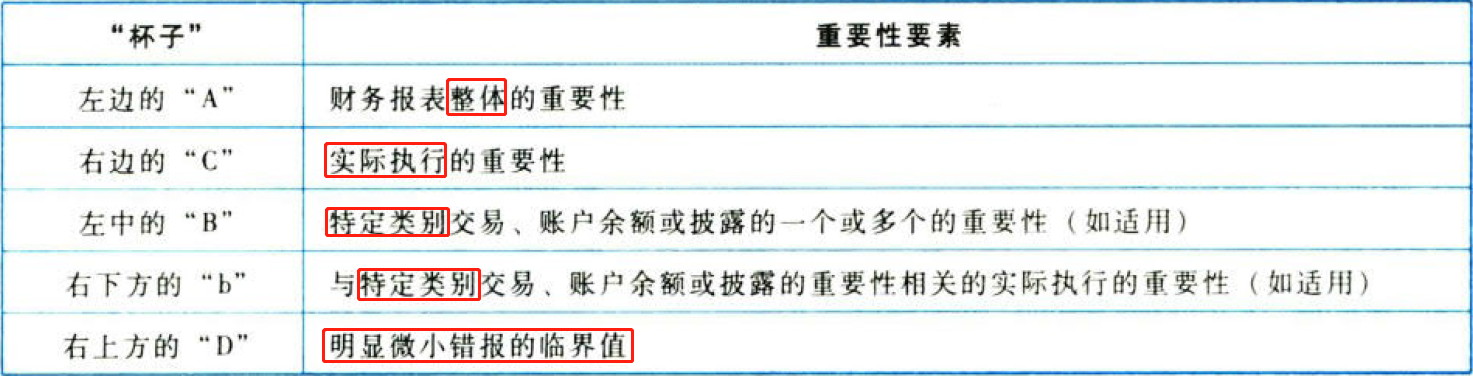 “杯子” 重要性要素
左边的“A” 财务报表整体的重要性
右边的“C” 实际执行的重要性
左中的“B” 特定类别交易、账户余额或披露的一个或多个的重要性（如适用）
右下方的“b” 与特定类别交易、账户余额或披露的重要性相关的实际执行的重要性（如适用）
右上方的“D” 明显微小错报的临界值